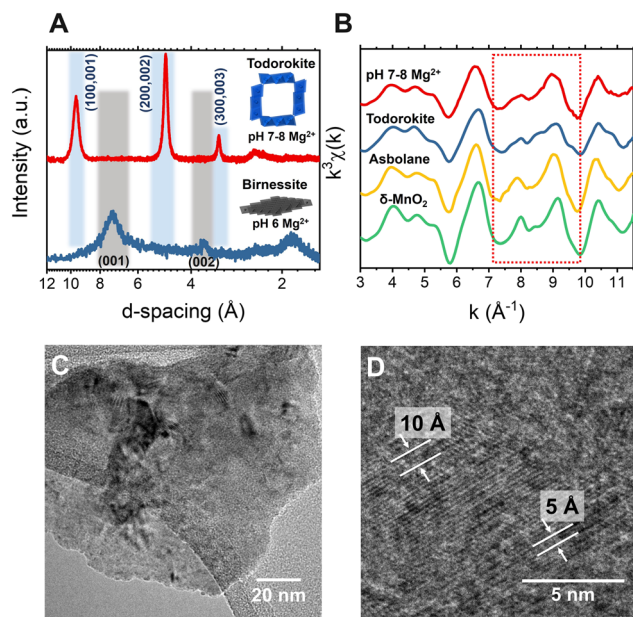 A
Intensity (a.u.)
(100,001)
(200,002)
(300,003)
Todorokite
pH 7-8 Mg²⁺
Birnessite
pH 6 Mg²⁺
(001)
(002)
12 10 8 6 4 2
d-spacing (Å)
B
k³χ(k)
pH 7-8 Mg²⁺
Todorokite
Asbolane
δ-MnO₂
3 4 5 6 7 8 9 10 11
k (Å⁻¹)
C
20 nm
D
10 Å
5 Å
5 nm